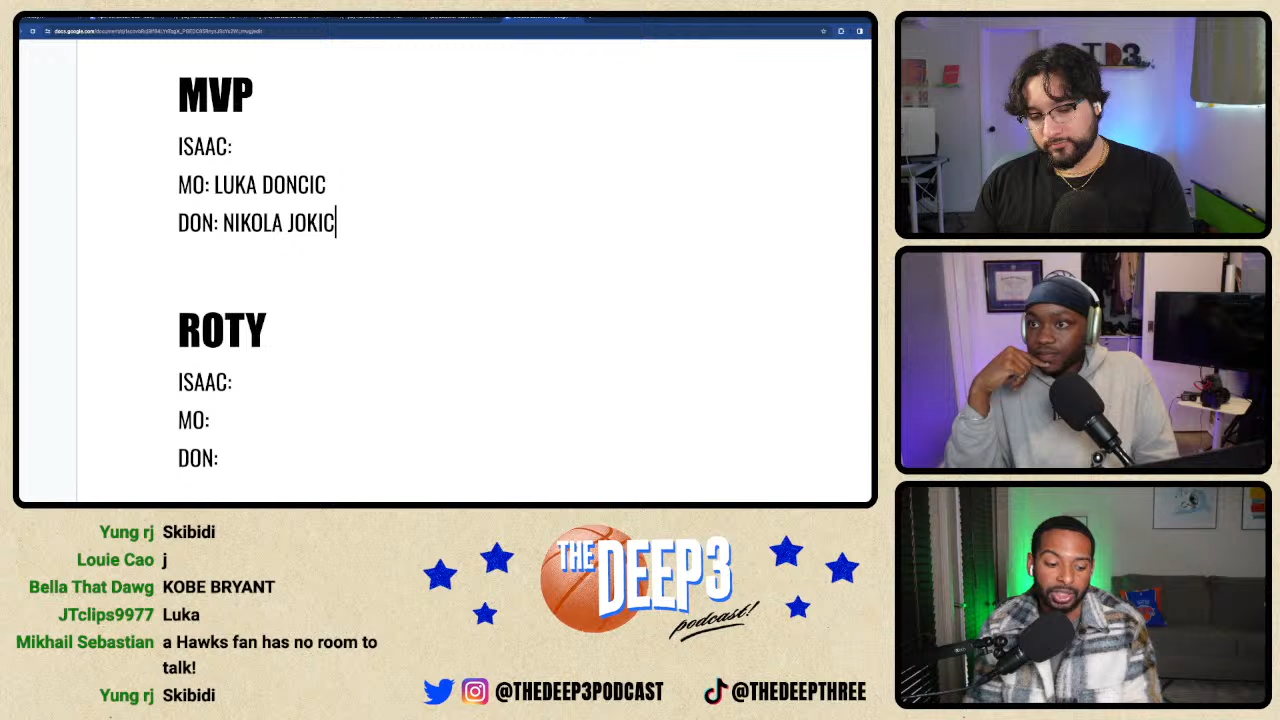 MVP
ISAAC:
MO: LUKA DONCIC
DON: NIKOLA JOKIC
ROTY
ISAAC:
MO:
DON:
Yung rj Skibidi
Louie Cao j
Bella That Dawg KOBE BRYANT
JTclips9977 Luka
Mikhail Sebastian a Hawks fan has no room to
talk!
Yung rj Skibidi
THE DEEP3
podcast!
@THEDEEP3PODCAST
@THEDEEPTHREE
TD3